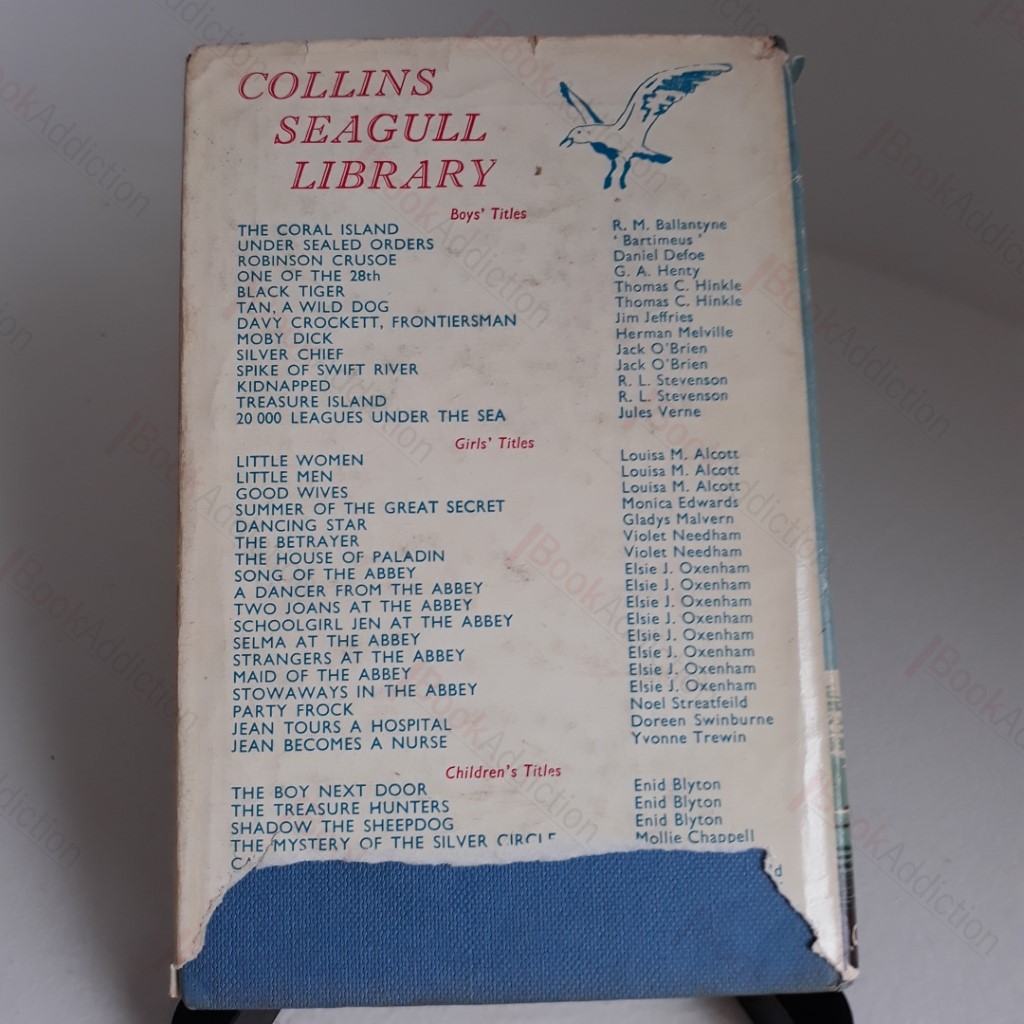 COLLINS
SEAGULL
LIBRARY
Boys' Titles
THE CORAL ISLAND R. M. Ballantyne
UNDER SEALED ORDERS ' Bartimeus '
ROBINSON CRUSOE Daniel Defoe
ONE OF THE 28th G. A. Henty
BLACK TIGER Thomas C. Hinkle
TAN, A WILD DOG Thomas C. Hinkle
DAVY CROCKETT, FRONTIERSMAN Jim Jeffries
MOBY DICK Herman Melville
SILVER CHIEF Jack O'Brien
SPIKE OF SWIFT RIVER Jack O'Brien
KIDNAPPED R. L. Stevenson
TREASURE ISLAND R. L. Stevenson
20 000 LEAGUES UNDER THE SEA Jules Verne
Girls' Titles
LITTLE WOMEN Louisa M. Alcott
LITTLE MEN Louisa M. Alcott
GOOD WIVES Louisa M. Alcott
SUMMER OF THE GREAT SECRET Monica Edwards
DANCING STAR Gladys Malvern
THE BETRAYER Violet Needham
THE HOUSE OF PALADIN Violet Needham
SONG OF THE ABBEY Elsie J. Oxenham
A DANCER FROM THE ABBEY Elsie J. Oxenham
TWO JOANS AT THE ABBEY Elsie J. Oxenham
SCHOOLGIRL JEN AT THE ABBEY Elsie J. Oxenham
SELMA AT THE ABBEY Elsie J. Oxenham
STRANGERS AT THE ABBEY Elsie J. Oxenham
MAID OF THE ABBEY Elsie J. Oxenham
STOWAWAYS IN THE ABBEY Elsie J. Oxenham
PARTY FROCK Noel Streatfeild
JEAN TOURS A HOSPITAL Doreen Swinburne
JEAN BECOMES A NURSE Yvonne Trewin
Children's Titles
THE BOY NEXT DOOR Enid Blyton
THE TREASURE HUNTERS Enid Blyton
SHADOW THE SHEEPDOG Enid Blyton
THE MYSTERY OF THE SILVER CIRCLE Mollie Chappell